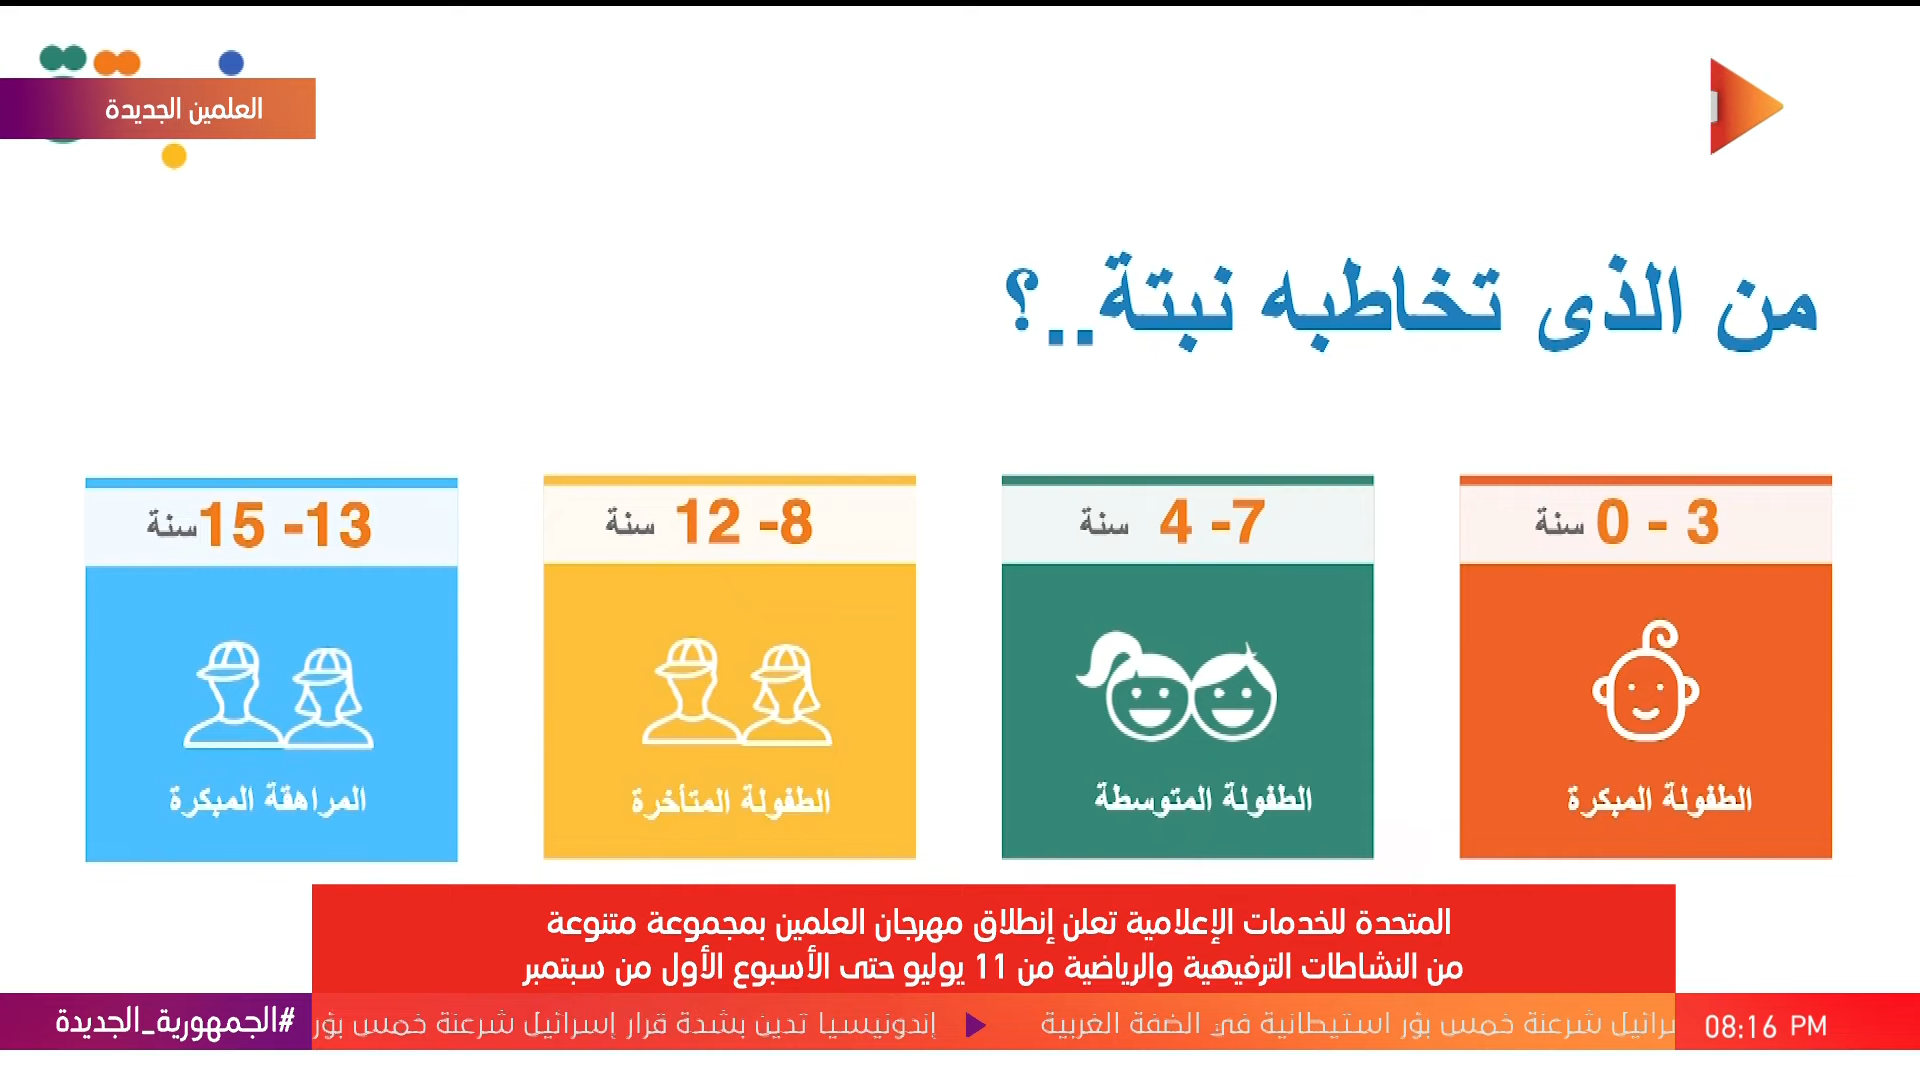 العلمين الجديدة
من الذى تخاطبه نبتة..؟
0 - 3 سنة
4 -7 سنة
12 -8 سنة
15 -13 سنة
الطفولة المبكرة
الطفولة المتوسطة
الطفولة المتأخرة
المراهقة المبكرة
المتحدة للخدمات الإعلامية تعلن إنطلاق مهرجان العلمين بمجموعة متنوعة
من النشاطات الترفيهية والرياضية من 11 يوليو حتى الأسبوع الأول من سبتمبر
شرعنة خمس بؤر استيطانية في الضفة الغربية
إندونيسيا تدين بشدة قرار إسرائيل شرعنة خمس بؤر
#الجمهورية_الجديدة
08:16 PM